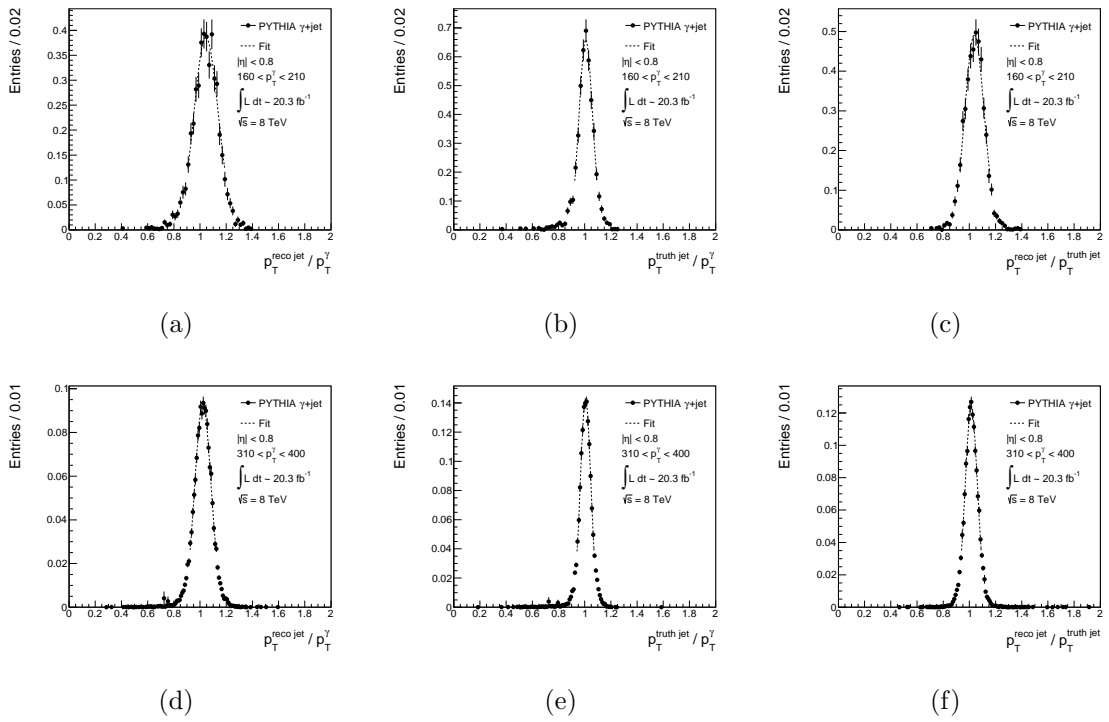 Entries / 0.02
0.4
0.35
0.3
0.25
0.2
0.15
0.1
0.05
0
PYTHIA γ+jet
Fit
|η| < 0.8
160 < p_T^γ < 210
∫ L dt ~ 20.3 fb⁻¹
√s = 8 TeV
0 0.2 0.4 0.6 0.8 1 1.2 1.4 1.6 1.8 2
p_T^reco jet / p_T^γ
(a)
Entries / 0.02
0.7
0.6
0.5
0.4
0.3
0.2
0.1
0
PYTHIA γ+jet
Fit
|η| < 0.8
160 < p_T^γ < 210
∫ L dt ~ 20.3 fb⁻¹
√s = 8 TeV
0 0.2 0.4 0.6 0.8 1 1.2 1.4 1.6 1.8 2
p_T^truth jet / p_T^γ
(b)
Entries / 0.02
0.5
0.4
0.3
0.2
0.1
0
PYTHIA γ+jet
Fit
|η| < 0.8
160 < p_T^γ < 210
∫ L dt ~ 20.3 fb⁻¹
√s = 8 TeV
0 0.2 0.4 0.6 0.8 1 1.2 1.4 1.6 1.8 2
p_T^reco jet / p_T^truth jet
(c)
Entries / 0.01
0.1
0.08
0.06
0.04
0.02
0
PYTHIA γ+jet
Fit
|η| < 0.8
310 < p_T^γ < 400
∫ L dt ~ 20.3 fb⁻¹
√s = 8 TeV
0 0.2 0.4 0.6 0.8 1 1.2 1.4 1.6 1.8 2
p_T^reco jet / p_T^γ
(d)
Entries / 0.01
0.14
0.12
0.1
0.08
0.06
0.04
0.02
0
PYTHIA γ+jet
Fit
|η| < 0.8
310 < p_T^γ < 400
∫ L dt ~ 20.3 fb⁻¹
√s = 8 TeV
0 0.2 0.4 0.6 0.8 1 1.2 1.4 1.6 1.8 2
p_T^truth jet / p_T^γ
(e)
Entries / 0.01
0.12
0.1
0.08
0.06
0.04
0.02
0
PYTHIA γ+jet
Fit
|η| < 0.8
310 < p_T^γ < 400
∫ L dt ~ 20.3 fb⁻¹
√s = 8 TeV
0 0.2 0.4 0.6 0.8 1 1.2 1.4 1.6 1.8 2
p_T^reco jet / p_T^truth jet
(f)